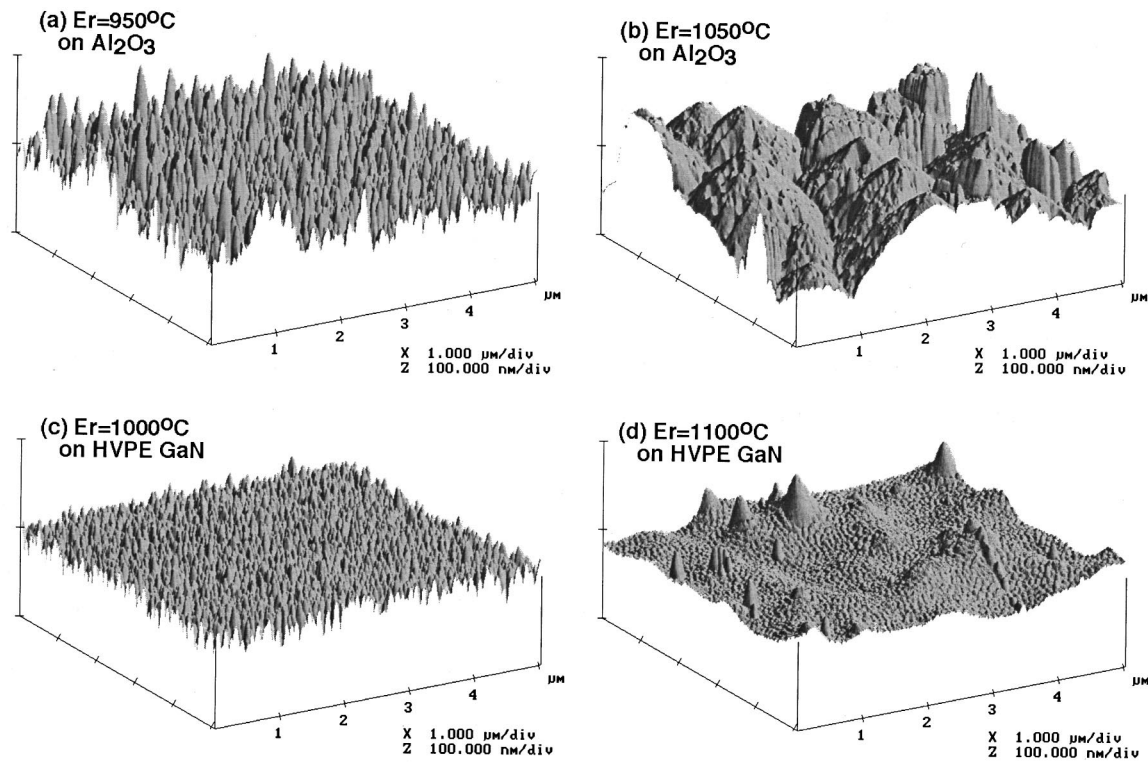 (a) Er=950°C
on Al₂O₃
µm
4
3
2
1
X 1.000 µm/div
Z 100.000 nm/div
(b) Er=1050°C
on Al₂O₃
µm
4
3
2
1
X 1.000 µm/div
Z 100.000 nm/div
(c) Er=1000°C
on HVPE GaN
µm
4
3
2
1
X 1.000 µm/div
Z 100.000 nm/div
(d) Er=1100°C
on HVPE GaN
µm
4
3
2
1
X 1.000 µm/div
Z 100.000 nm/div